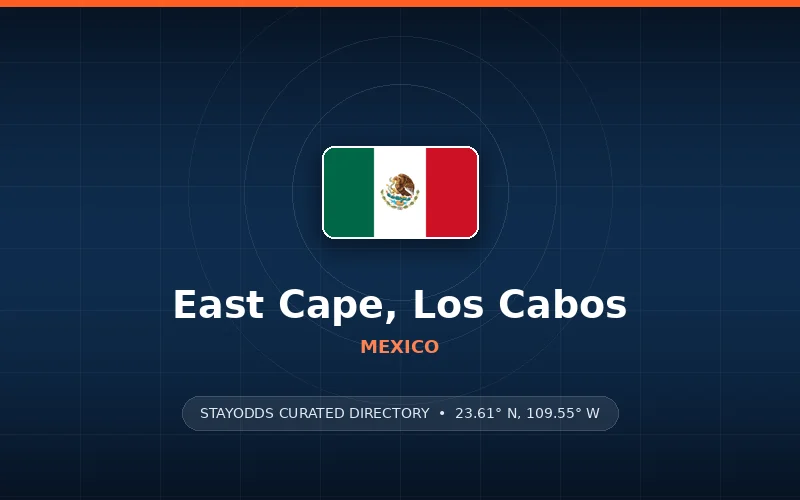 East Cape, Los Cabos
MEXICO
STAYODDS CURATED DIRECTORY • 23.61° N, 109.55° W